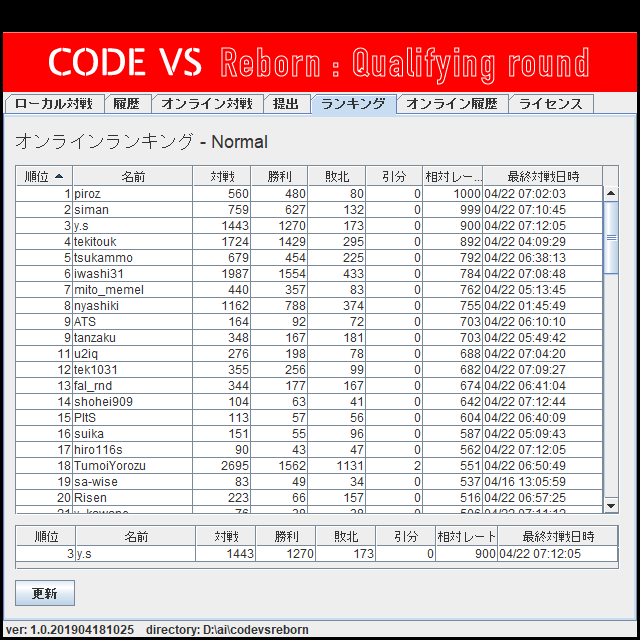 CODE VS Reborn : Qualifying round
ローカル対戦 履歴 オンライン対戦 提出 ランキング オンライン履歴 ライセンス
オンラインランキング - Normal
順位 名前 対戦 勝利 敗北 引分 相対レー... 最終対戦日時
1 piroz 560 480 80 0 1000 04/22 07:02:03
2 siman 759 627 132 0 999 04/22 07:10:45
3 y.s 1443 1270 173 0 900 04/22 07:12:05
4 tekitouk 1724 1429 295 0 892 04/22 04:09:29
5 tsukammo 679 454 225 0 792 04/22 06:38:13
6 iwashi31 1987 1554 433 0 784 04/22 07:08:48
7 mito_memel 440 357 83 0 762 04/22 05:13:45
8 nyashiki 1162 788 374 0 755 04/22 01:45:49
9 ATS 164 92 72 0 703 04/22 06:10:10
9 tanzaku 348 167 181 0 703 04/22 05:49:42
11 u2iq 276 198 78 0 688 04/22 07:04:20
12 tek1031 355 256 99 0 682 04/22 07:09:27
13 fal_rnd 344 177 167 0 674 04/22 06:41:04
14 shohei909 104 63 41 0 642 04/22 07:12:44
15 PltS 113 57 56 0 604 04/22 06:40:09
16 suika 151 55 96 0 587 04/22 05:09:43
17 hiro116s 90 43 47 0 562 04/22 07:12:05
18 TumoiYorozu 2695 1562 1131 2 551 04/22 06:50:49
19 sa-wise 83 49 34 0 537 04/16 13:05:59
20 Risen 223 66 157 0 516 04/22 06:57:25
順位 名前 対戦 勝利 敗北 引分 相対レート 最終対戦日時
3 y.s 1443 1270 173 0 900 04/22 07:12:05
更新
ver: 1.0.201904181025 directory: D:\ai\codevsreborn